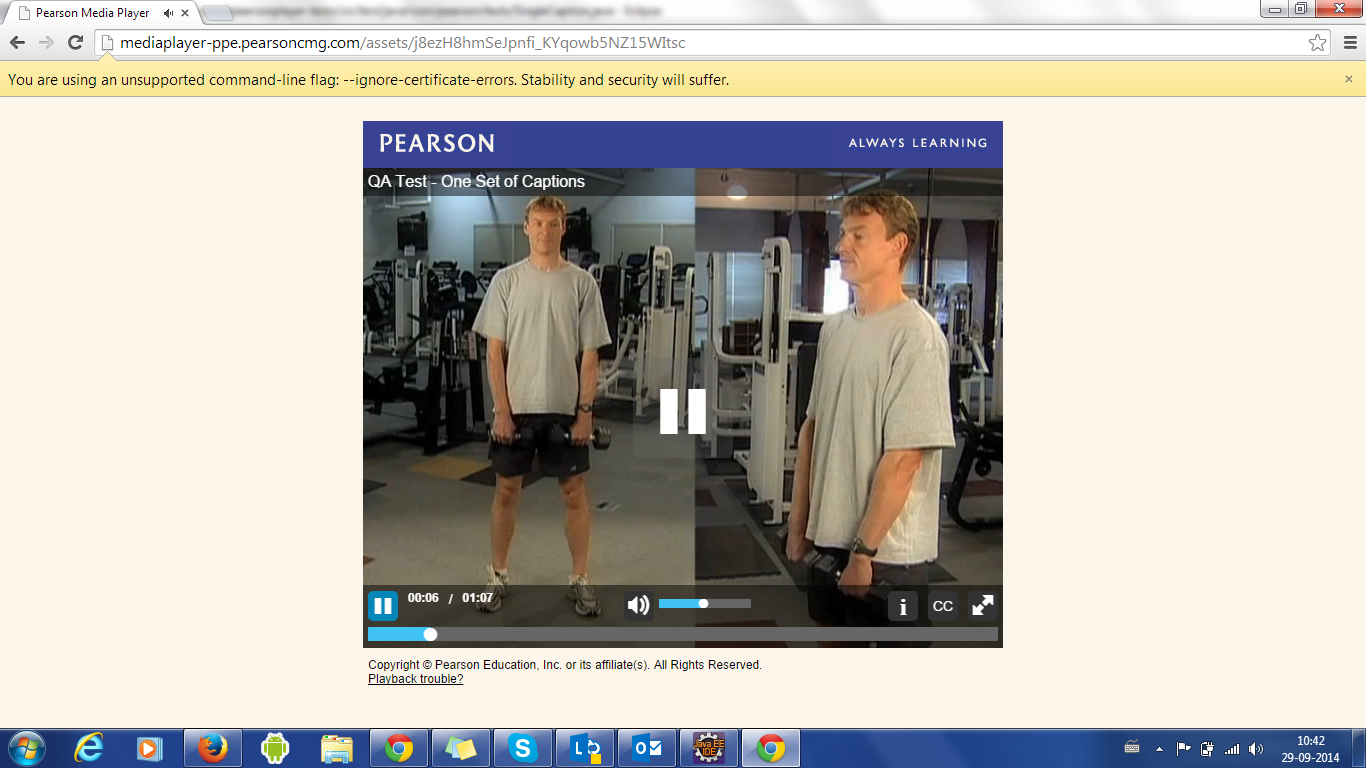 Pearson Media Player
mediaplayer-ppe.pearsoncmg.com/assets/j8ezH8hmSeJpnfi_KYqowb5NZ15WItsc
You are using an unsupported command-line flag: --ignore-certificate-errors. Stability and security will suffer.
PEARSON
ALWAYS LEARNING
QA Test - One Set of Captions
00:06 / 01:07
i
CC
Copyright © Pearson Education, Inc. or its affiliate(s). All Rights Reserved.
Playback trouble?
Java EE
IDE
10:42
29-09-2014